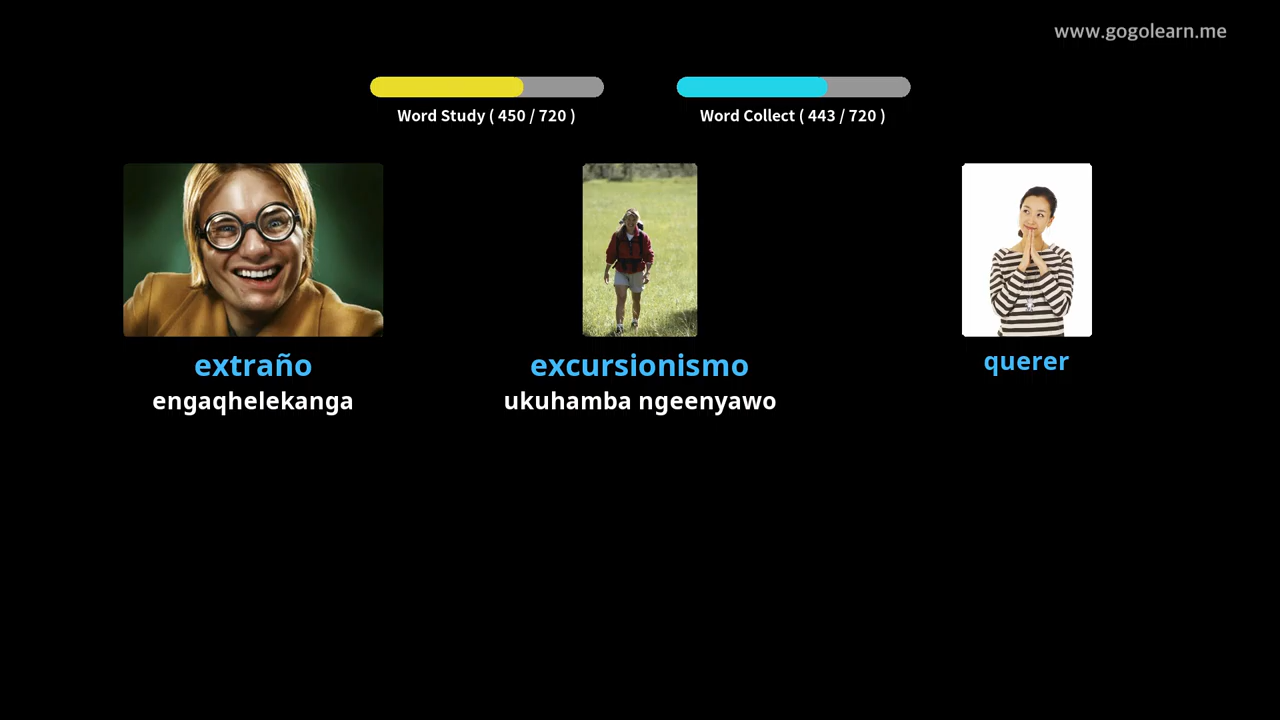 www.gogolearn.me
Word Study ( 450 / 720 )
Word Collect ( 443 / 720 )
extraño
engaqhelekanga
excursionismo
ukuhamba ngeenyawo
querer